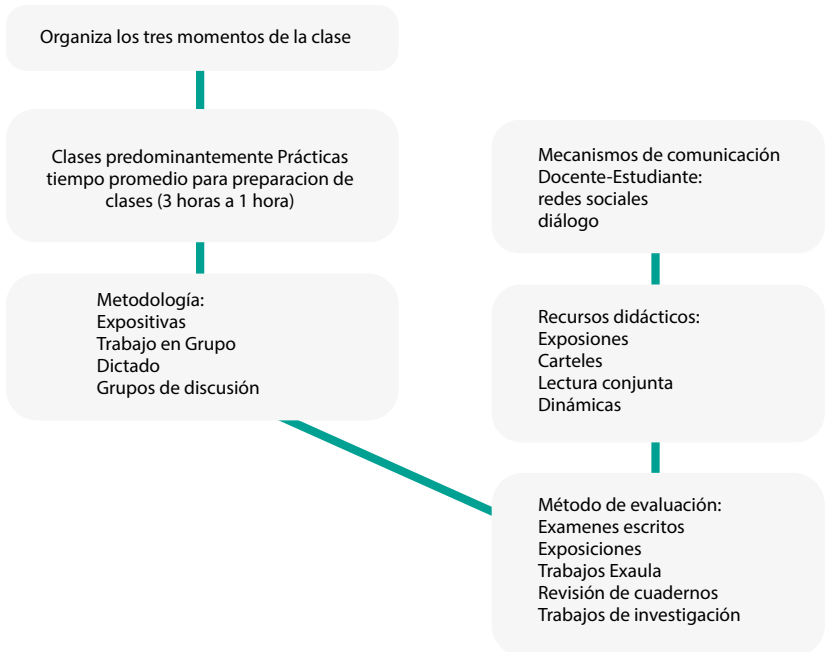 Organiza los tres momentos de la clase
Clases predominantemente Prácticas
tiempo promedio para preparacion de
clases (3 horas a 1 hora)
Metodología:
Expositivas
Trabajo en Grupo
Dictado
Grupos de discusión
Mecanismos de comunicación
Docente-Estudiante:
redes sociales
diálogo
Recursos didácticos:
Exposiones
Carteles
Lectura conjunta
Dinámicas
Método de evaluación:
Examenes escritos
Exposiciones
Trabajos Exaula
Revisión de cuadernos
Trabajos de investigación